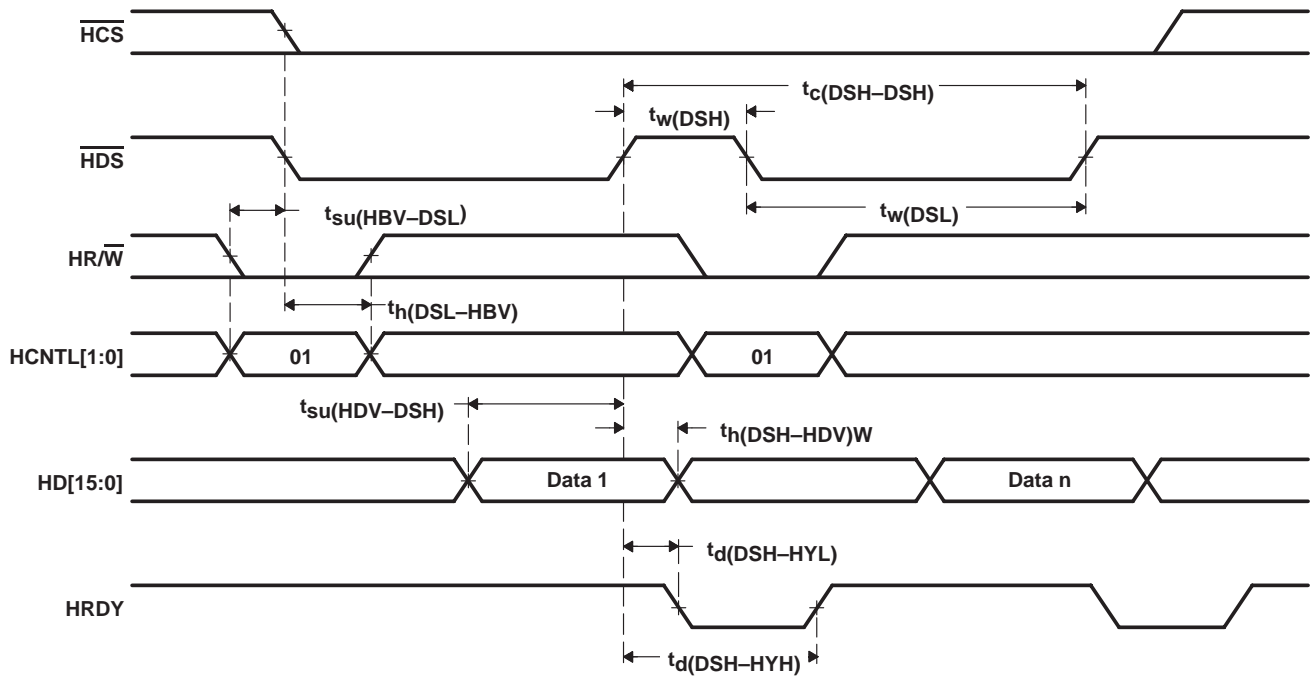 HCS
tc(DSH–DSH)
tw(DSH)
HDS
tsu(HBV–DSL)
tw(DSL)
HR/W
th(DSL–HBV)
HCNTL[1:0]
01
01
tsu(HDV–DSH)
th(DSH–HDV)W
HD[15:0]
Data 1
Data n
td(DSH–HYL)
HRDY
td(DSH–HYH)